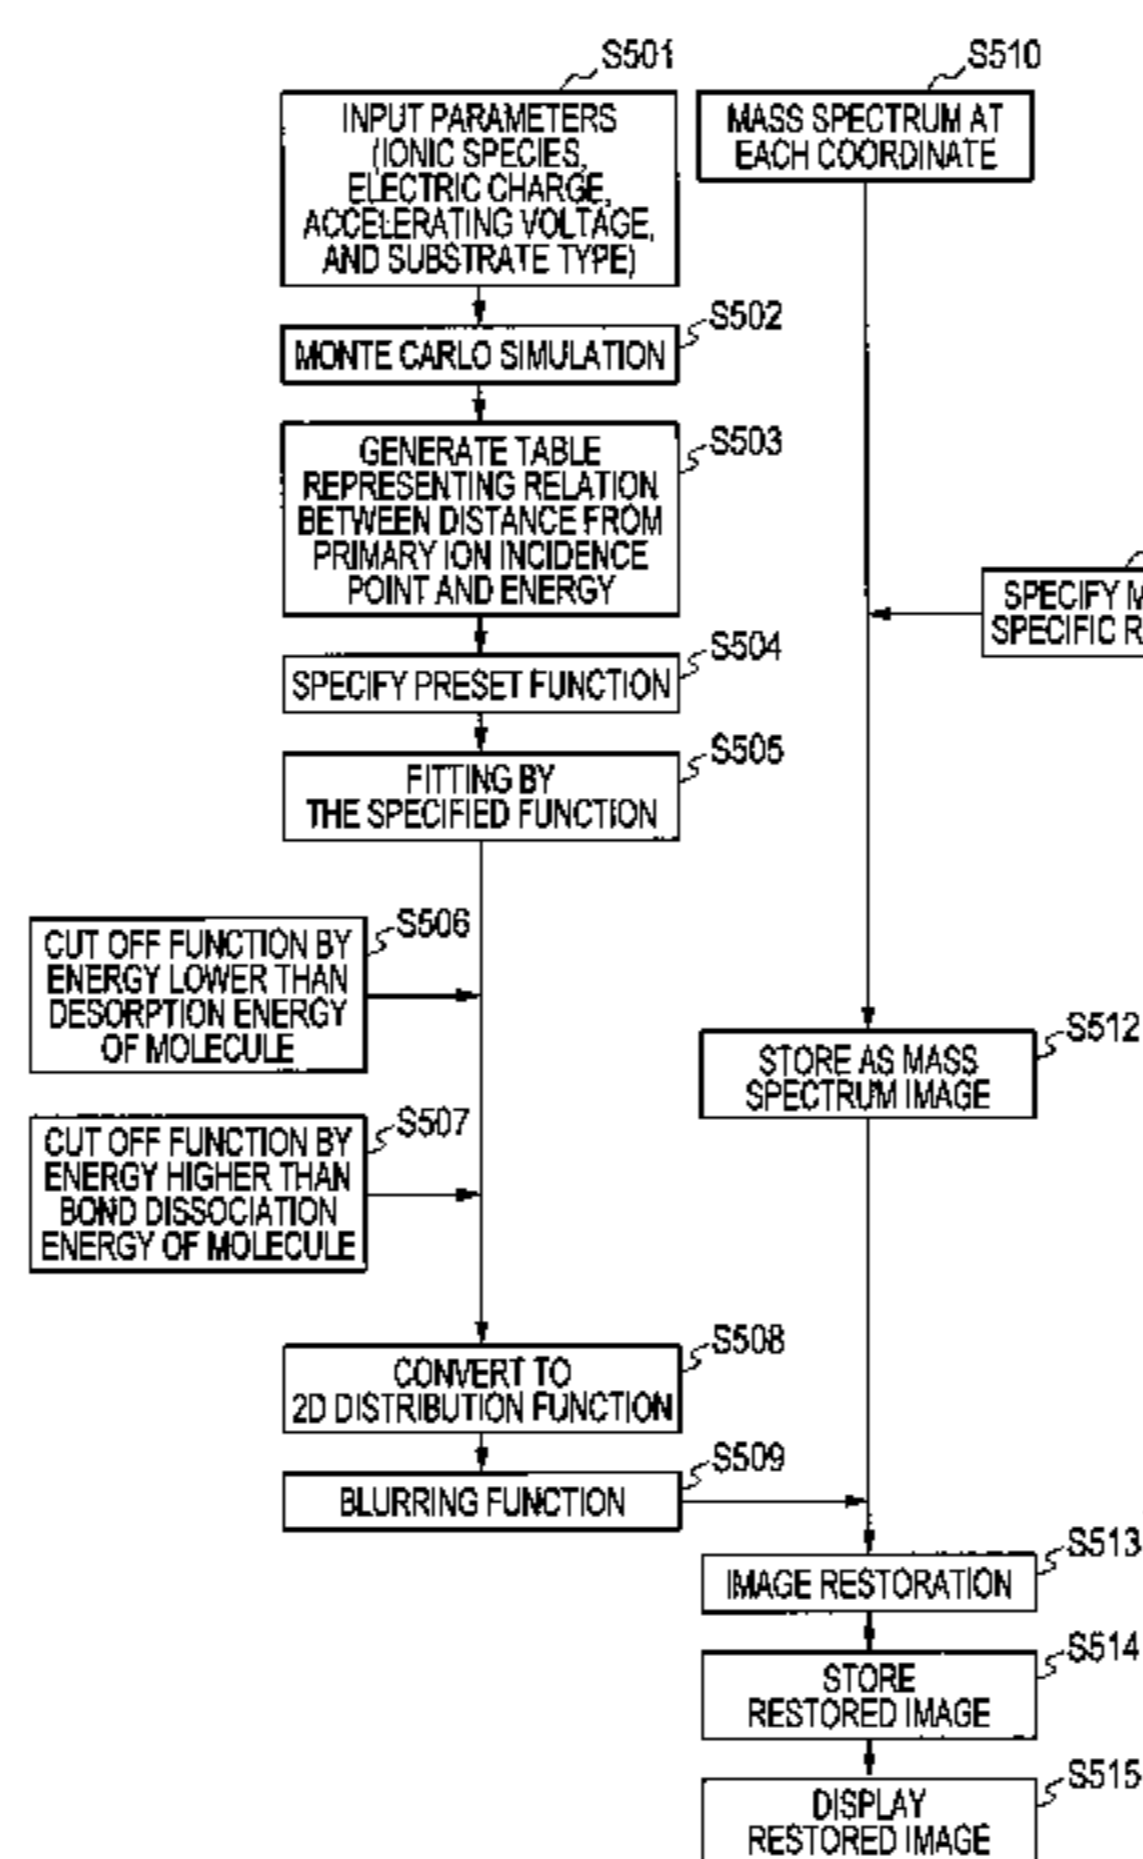 S501
INPUT PARAMETERS
(IONIC SPECIES,
ELECTRIC CHARGE,
ACCELERATING VOLTAGE,
AND SUBSTRATE TYPE)
S510
MASS SPECTRUM AT
EACH COORDINATE
S502
MONTE CARLO SIMULATION
S503
GENERATE TABLE
REPRESENTING RELATION
BETWEEN DISTANCE FROM
PRIMARY ION INCIDENCE
POINT AND ENERGY
SPECIFY
SPECIFIC
S504
SPECIFY PRESET FUNCTION
S505
FITTING BY
THE SPECIFIED FUNCTION
S506
CUT OFF FUNCTION BY
ENERGY LOWER THAN
DESORPTION ENERGY
OF MOLECULE
S512
STORE AS MASS
SPECTRUM IMAGE
S507
CUT OFF FUNCTION BY
ENERGY HIGHER THAN
BOND DISSOCIATION
ENERGY OF MOLECULE
S508
CONVERT TO
2D DISTRIBUTION FUNCTION
S509
BLURRING FUNCTION
S513
IMAGE RESTORATION
S514
STORE
RESTORED IMAGE
S515
DISPLAY
RESTORED IMAGE